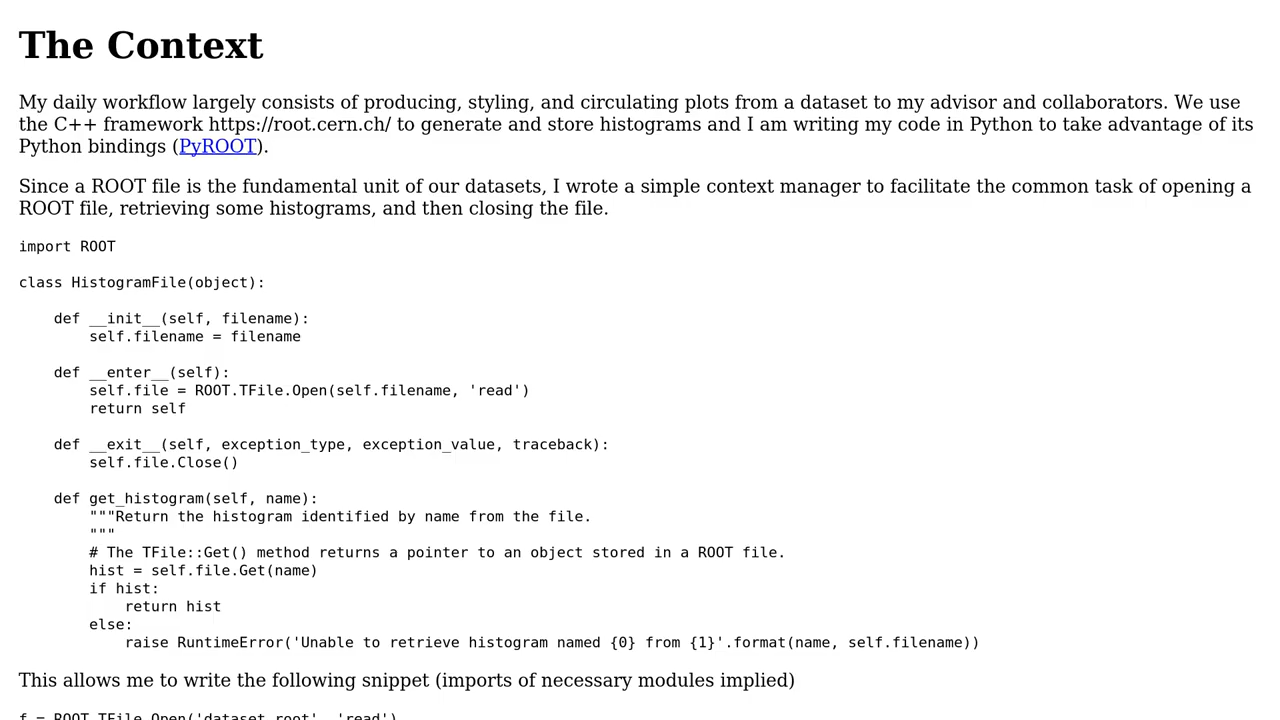 The Context
My daily workflow largely consists of producing, styling, and circulating plots from a dataset to my advisor and collaborators. We use
the C++ framework https://root.cern.ch/ to generate and store histograms and I am writing my code in Python to take advantage of its
Python bindings (PyROOT).
Since a ROOT file is the fundamental unit of our datasets, I wrote a simple context manager to facilitate the common task of opening a
ROOT file, retrieving some histograms, and then closing the file.
import ROOT
class HistogramFile(object):
    def __init__(self, filename):
        self.filename = filename
    def __enter__(self):
        self.file = ROOT.TFile.Open(self.filename, 'read')
        return self
    def __exit__(self, exception_type, exception_value, traceback):
        self.file.Close()
    def get_histogram(self, name):
        """Return the histogram identified by name from the file.
        """
        # The TFile::Get() method returns a pointer to an object stored in a ROOT file.
        hist = self.file.Get(name)
        if hist:
            return hist
        else:
            raise RuntimeError('Unable to retrieve histogram named {0} from {1}'.format(name, self.filename))
This allows me to write the following snippet (imports of necessary modules implied)
f = ROOT.TFile.Open('dataset.root', 'read')